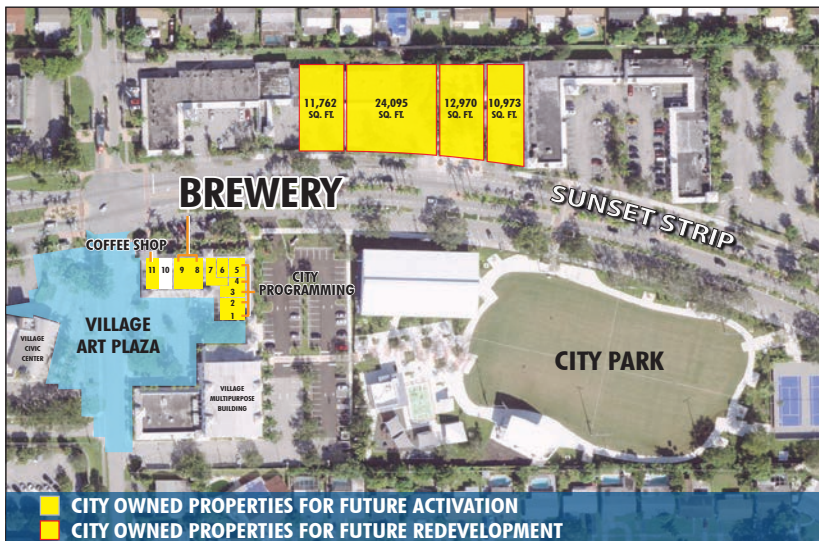 11,762
SQ. FT.
24,095
SQ. FT.
12,970
SQ. FT.
10,973
SQ. FT.
BREWERY
SUNSET STRIP
COFFEE SHOP
11 10 9 8 7 6 5
4
3
2
1
CITY
PROGRAMMING
VILLAGE
ART PLAZA
VILLAGE
CIVIC
CENTER
CITY PARK
VILLAGE
MULTIPURPOSE
BUILDING
CITY OWNED PROPERTIES FOR FUTURE ACTIVATION
CITY OWNED PROPERTIES FOR FUTURE REDEVELOPMENT